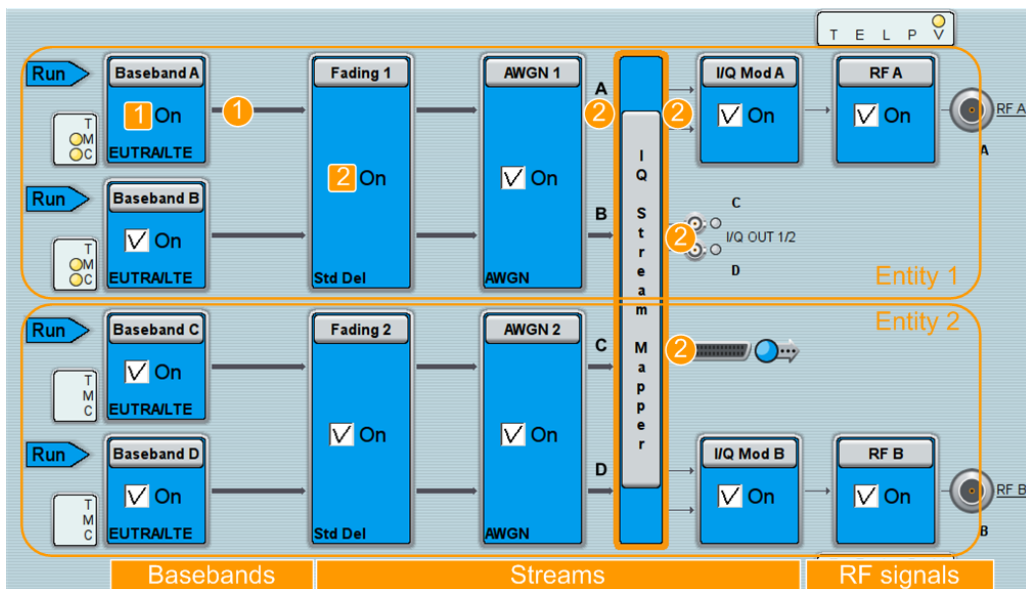 T E L P V
Run
Baseband A
1 On
EUTRA/LTE
T
M
C
1
Fading 1
2 On
Std Del
AWGN 1
On
AWGN
A
2
2
I/Q Mod A
On
RF A
On
RF A
A
Run
Baseband B
On
EUTRA/LTE
T
M
C
B
IQ Stream Mapper
C
2
I/Q OUT 1/2
D
Entity 1
Entity 2
Run
Baseband C
On
EUTRA/LTE
T
M
C
Fading 2
On
Std Del
AWGN 2
On
AWGN
C
2
Run
Baseband D
On
EUTRA/LTE
T
M
C
D
I/Q Mod B
On
RF B
On
RF B
B
Basebands
Streams
RF signals